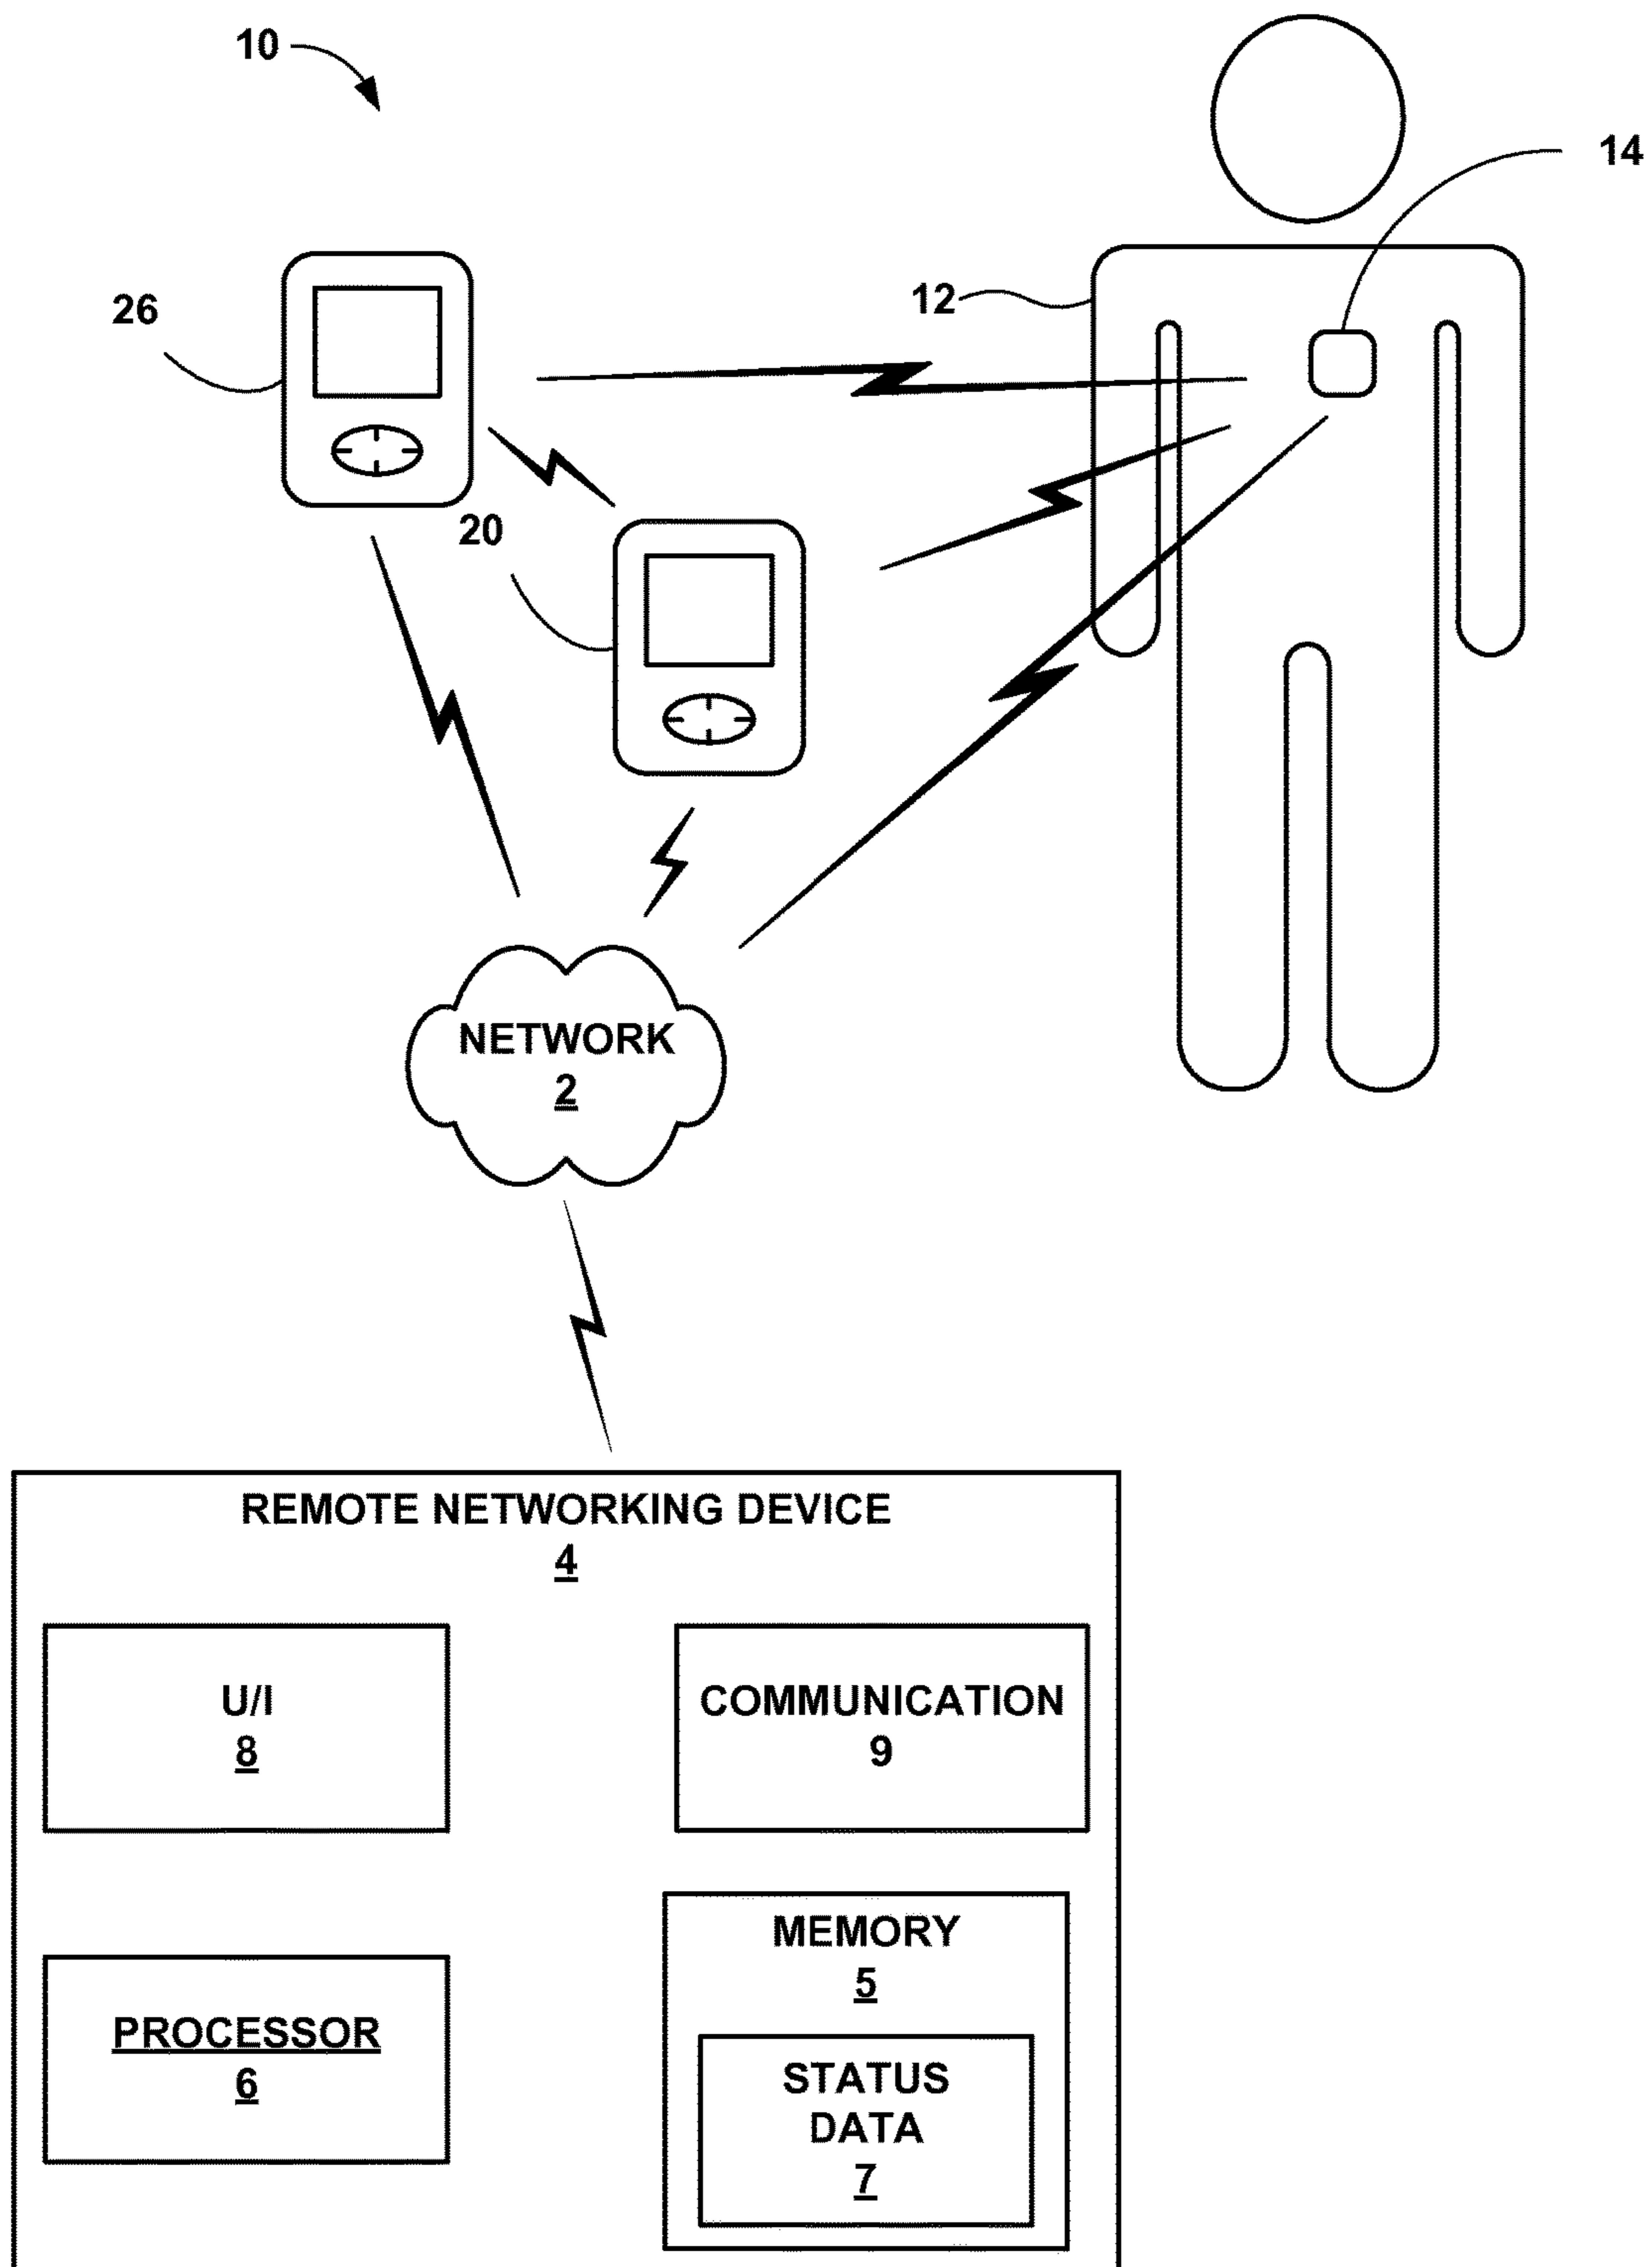 10
14
26
12
20
NETWORK
2
REMOTE NETWORKING DEVICE
4
U/I
8
COMMUNICATION
9
MEMORY
5
PROCESSOR
6
STATUS
DATA
7